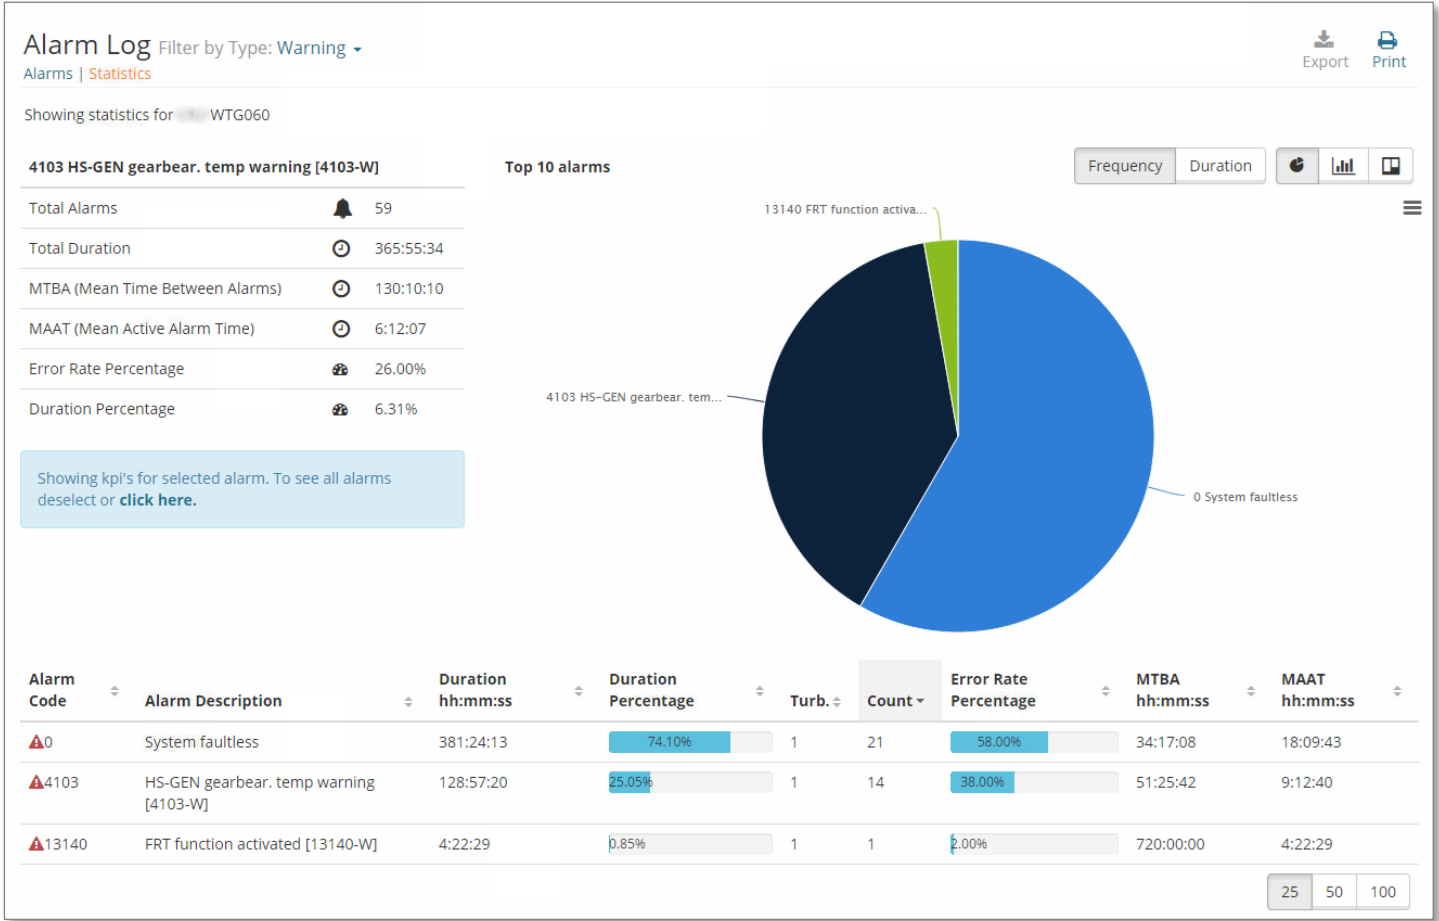 Alarm Log Filter by Type: Warning
Export Print
Alarms | Statistics
Showing statistics for WTG060
4103 HS-GEN gearbear. temp warning [4103-W]
Total Alarms 59
Total Duration 365:55:34
MTBA (Mean Time Between Alarms) 130:10:10
MAAT (Mean Active Alarm Time) 6:12:07
Error Rate Percentage 26.00%
Duration Percentage 6.31%
Showing kpi's for selected alarm. To see all alarms
deselect or click here.
Top 10 alarms
Frequency Duration
13140 FRT function activa...
4103 HS-GEN gearbear. tem...
0 System faultless
Alarm Code Alarm Description Duration hh:mm:ss Duration Percentage Turb. Count Error Rate Percentage MTBA hh:mm:ss MAAT hh:mm:ss
0 System faultless 381:24:13 74.10% 1 21 58.00% 34:17:08 18:09:43
4103 HS-GEN gearbear. temp warning [4103-W] 128:57:20 25.05% 1 14 38.00% 51:25:42 9:12:40
13140 FRT function activated [13140-W] 4:22:29 0.85% 1 1 2.00% 720:00:00 4:22:29
25 50 100